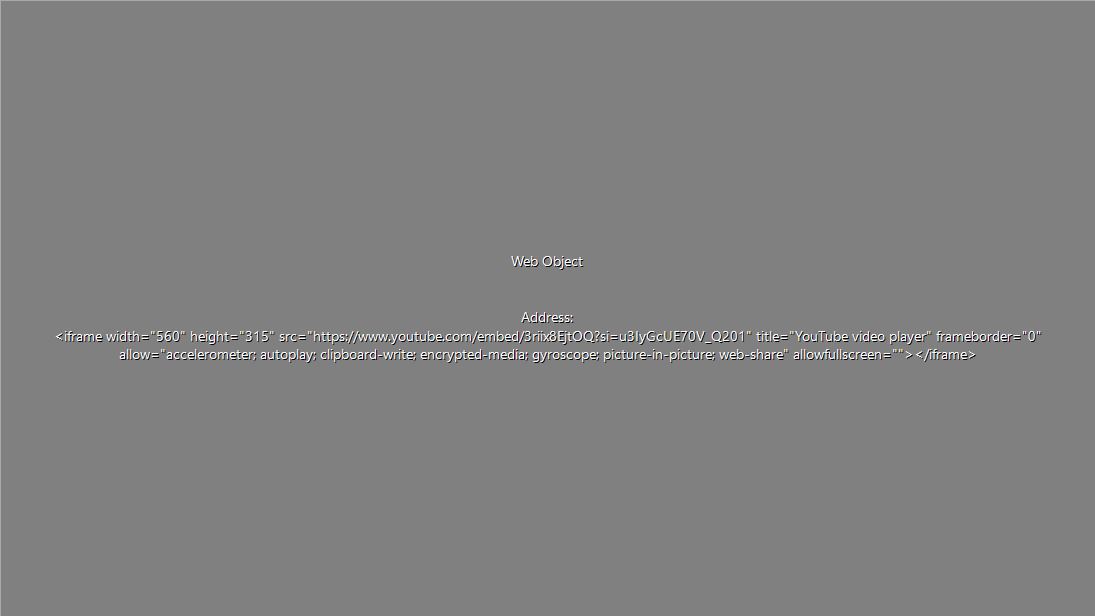 Web Object
Address:
<iframe width="560" height="315" src="https://www.youtube.com/embed/3riix8EjtOQ?si=u3IyGcUE70V_Q201" title="YouTube video player" frameborder="0"
allow="accelerometer; autoplay; clipboard-write; encrypted-media; gyroscope; picture-in-picture; web-share" allowfullscreen=""></iframe>